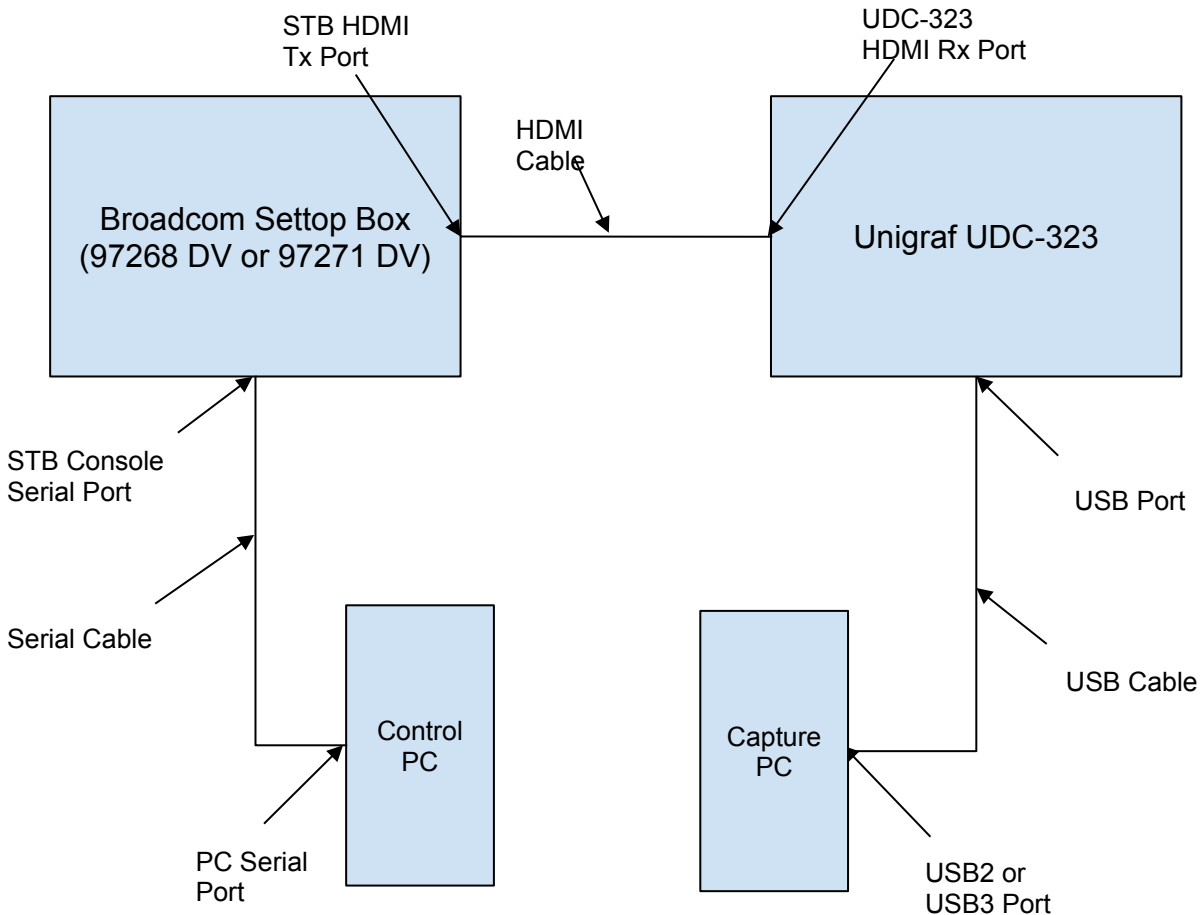 STB HDMI
Tx Port
UDC-323
HDMI Rx Port
HDMI
Cable
Broadcom Settop Box
(97268 DV or 97271 DV)
Unigraf UDC-323
STB Console
Serial Port
USB Port
Serial Cable
USB Cable
Control
PC
Capture
PC
PC Serial
Port
USB2 or
USB3 Port